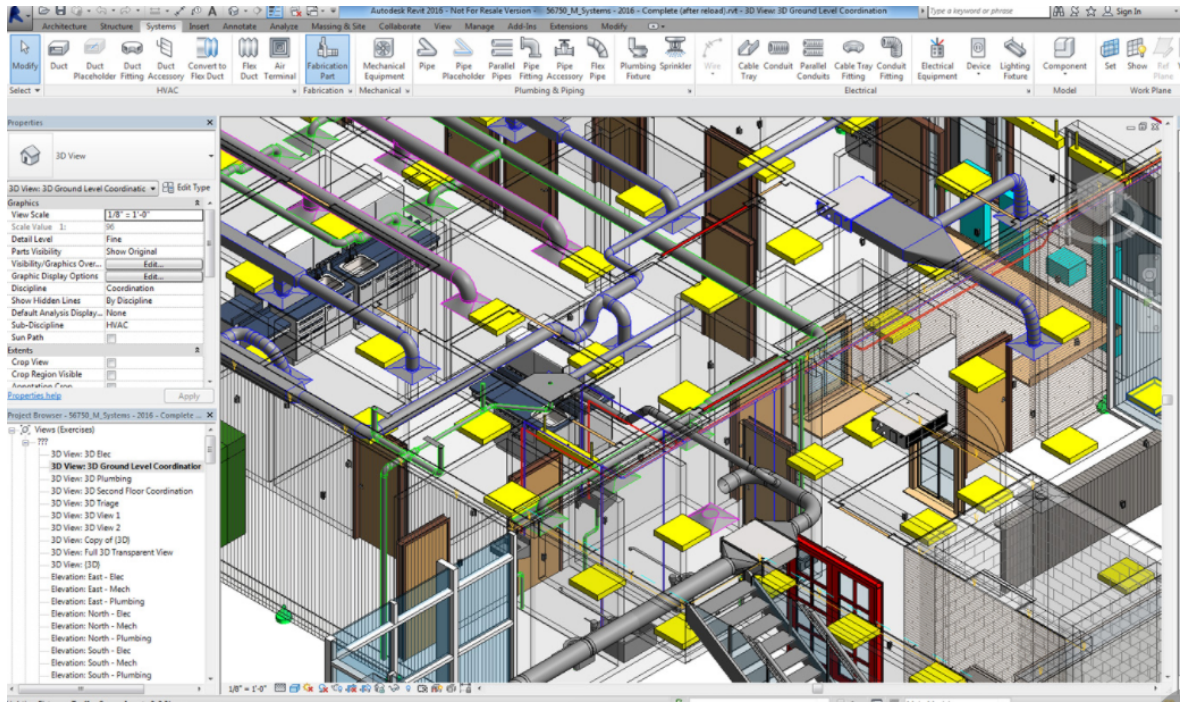 Autodesk Revit 2016 - Not For Resale Version - 56750_M_Systems - 2016 - Complete (after reload).rvt - 3D View: 3D Ground Level Coordination
Type a keyword or phrase
Sign In
Architecture Structure Systems Insert Annotate Analyze Massing & Site Collaborate View Manage Add-Ins Extensions Modify
Modify
Duct
Duct Placeholder
Duct Fitting
Duct Accessory
Convert to Flex Duct
Flex Duct
Air Terminal
Fabrication Part
Mechanical Equipment
Pipe
Pipe Placeholder
Parallel Pipes
Pipe Fitting
Pipe Accessory
Flex Pipe
Plumbing Fixture
Sprinkler
Wire
Cable Tray
Conduit
Parallel Conduits
Cable Tray Fitting
Conduit Fitting
Electrical Equipment
Device
Lighting Fixture
Component
Set
Show
Ref Plane
Select HVAC Fabrication Mechanical Plumbing & Piping Electrical Model Work Plane
Properties
3D View
3D View: 3D Ground Level Coordinatic Edit Type
Graphics
View Scale 1/8" = 1'-0"
Scale Value 1: 96
Detail Level Fine
Parts Visibility Show Original
Visibility/Graphics Over... Edit...
Graphic Display Options Edit...
Discipline Coordination
Show Hidden Lines By Discipline
Default Analysis Display... None
Sub-Discipline HVAC
Sun Path
Extents
Crop View
Crop Region Visible
Annotation Crop
Properties help Apply
Project Browser - 56750_M_Systems - 2016 - Complete ...
Views (Exercises)
???
3D View: 3D Elec
3D View: 3D Ground Level Coordination
3D View: 3D Plumbing
3D View: 3D Second Floor Coordination
3D View: 3D Triage
3D View: 3D View 1
3D View: 3D View 2
3D View: Copy of {3D}
3D View: Full 3D Transparent View
3D View: {3D}
Elevation: East - Elec
Elevation: East - Mech
Elevation: East - Plumbing
Elevation: North - Elec
Elevation: North - Mech
Elevation: North - Plumbing
Elevation: South - Elec
Elevation: South - Mech
Elevation: South - Plumbing
1/8" = 1'-0"